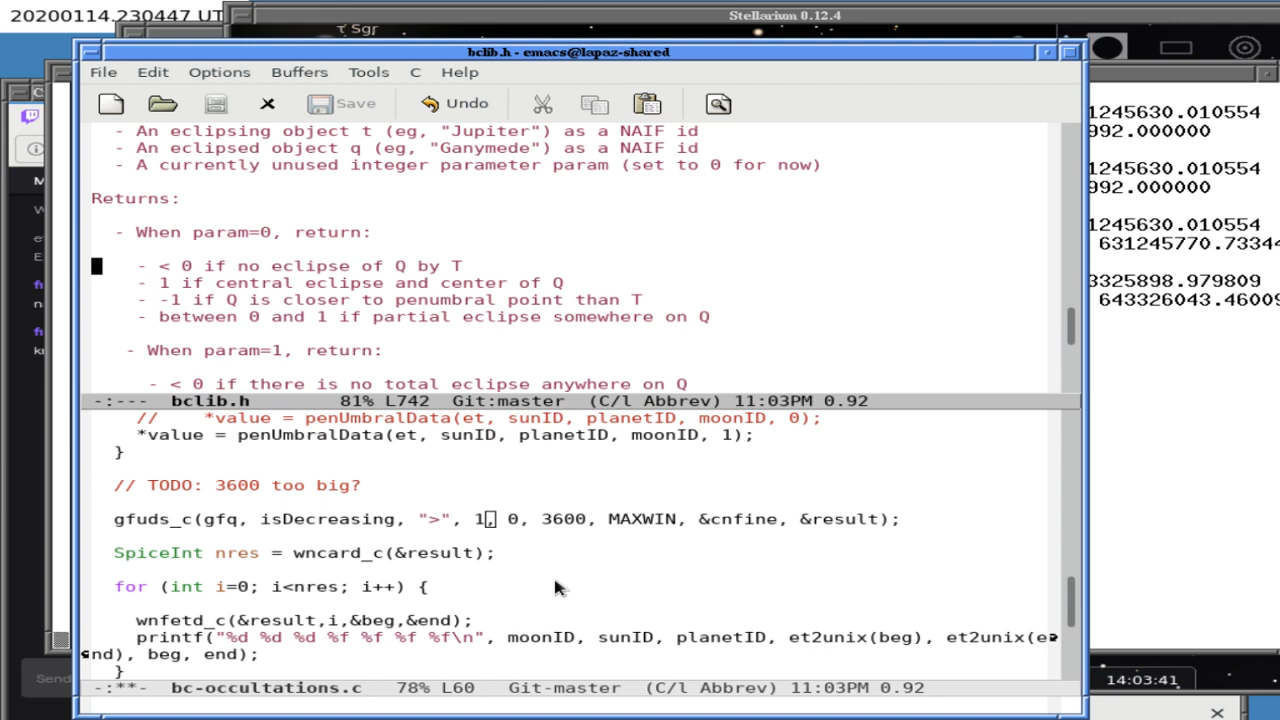 20200114.230447 UT
Stellarium 0.12.4
τ Sgr
bclib.h - emacs@lapaz-shared
File Edit Options Buffers Tools C Help
Save Undo
- An eclipsing object t (eg, "Jupiter") as a NAIF id
- An eclipsed object q (eg, "Ganymede") as a NAIF id
- A currently unused integer parameter param (set to 0 for now)
Returns:
- When param=0, return:
- < 0 if no eclipse of Q by T
- 1 if central eclipse and center of Q
- -1 if Q is closer to penumbral point than T
- between 0 and 1 if partial eclipse somewhere on Q
- When param=1, return:
- < 0 if there is no total eclipse anywhere on Q
-:--- bclib.h 81% L742 Git:master (C/l Abbrev) 11:03PM 0.92
// *value = penUmbralData(et, sunID, planetID, moonID, 0);
*value = penUmbralData(et, sunID, planetID, moonID, 1);
}
// TODO: 3600 too big?
gfuds_c(gfq, isDecreasing, ">", 1, 0, 3600, MAXWIN, &cnfine, &result);
SpiceInt nres = wncard_c(&result);
for (int i=0; i<nres; i++) {
wnfetd_c(&result,i,&beg,&end);
printf("%d %d %d %f %f %f %f\n", moonID, sunID, planetID, et2unix(beg), et2unix(e
nd), beg, end);
}
-:**- bc-occultations.c 78% L60 Git-master (C/l Abbrev) 11:03PM 0.92
1245630.010554
992.000000
1245630.010554
992.000000
1245630.010554
631245770.73344
3325898.979809
643326043.46009
14:03:41
Send